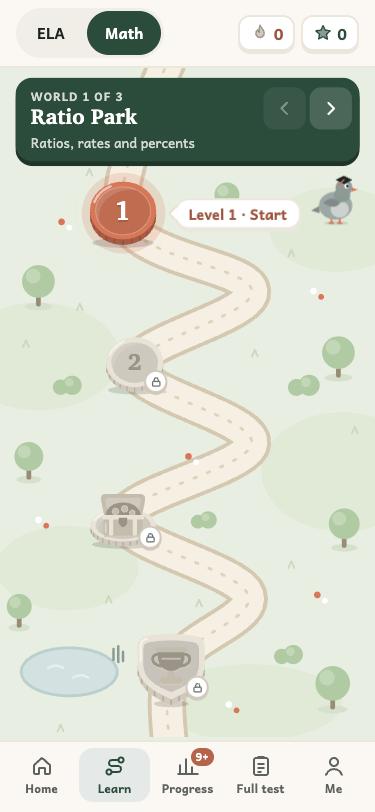 ELA
Math
0
0
WORLD 1 OF 3
Ratio Park
Ratios, rates and percents
1
Level 1 · Start
2
9+
Home
Learn
Progress
Full test
Me